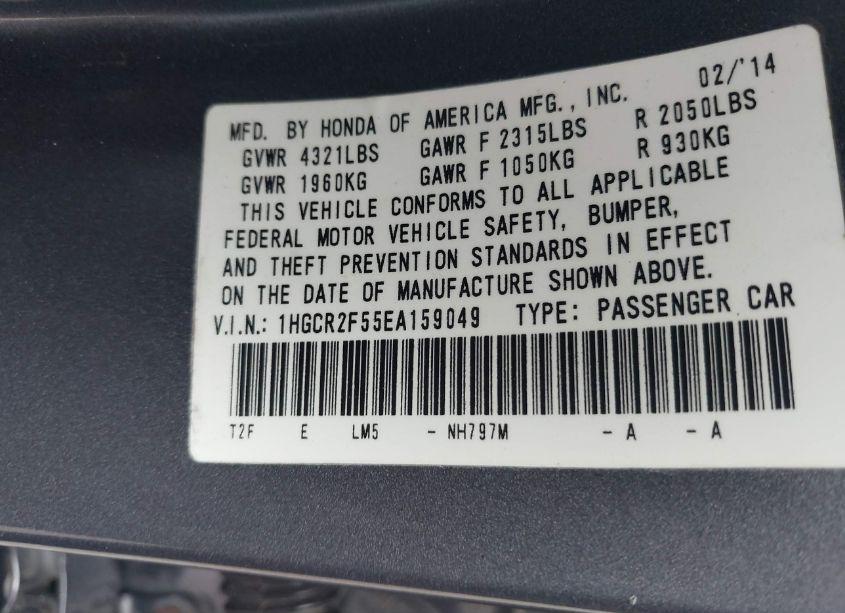 02/'14
MFD. BY HONDA OF AMERICA MFG., INC.
GVWR 4321LBS GAWR F 2315LBS R 2050LBS
GVWR 1960KG GAWR F 1050KG R 930KG
THIS VEHICLE CONFORMS TO ALL APPLICABLE
FEDERAL MOTOR VEHICLE SAFETY, BUMPER,
AND THEFT PREVENTION STANDARDS IN EFFECT
ON THE DATE OF MANUFACTURE SHOWN ABOVE.
V.I.N.: 1HGCR2F55EA159049 TYPE: PASSENGER CAR
T2F E LM5 - NH797M - A - A